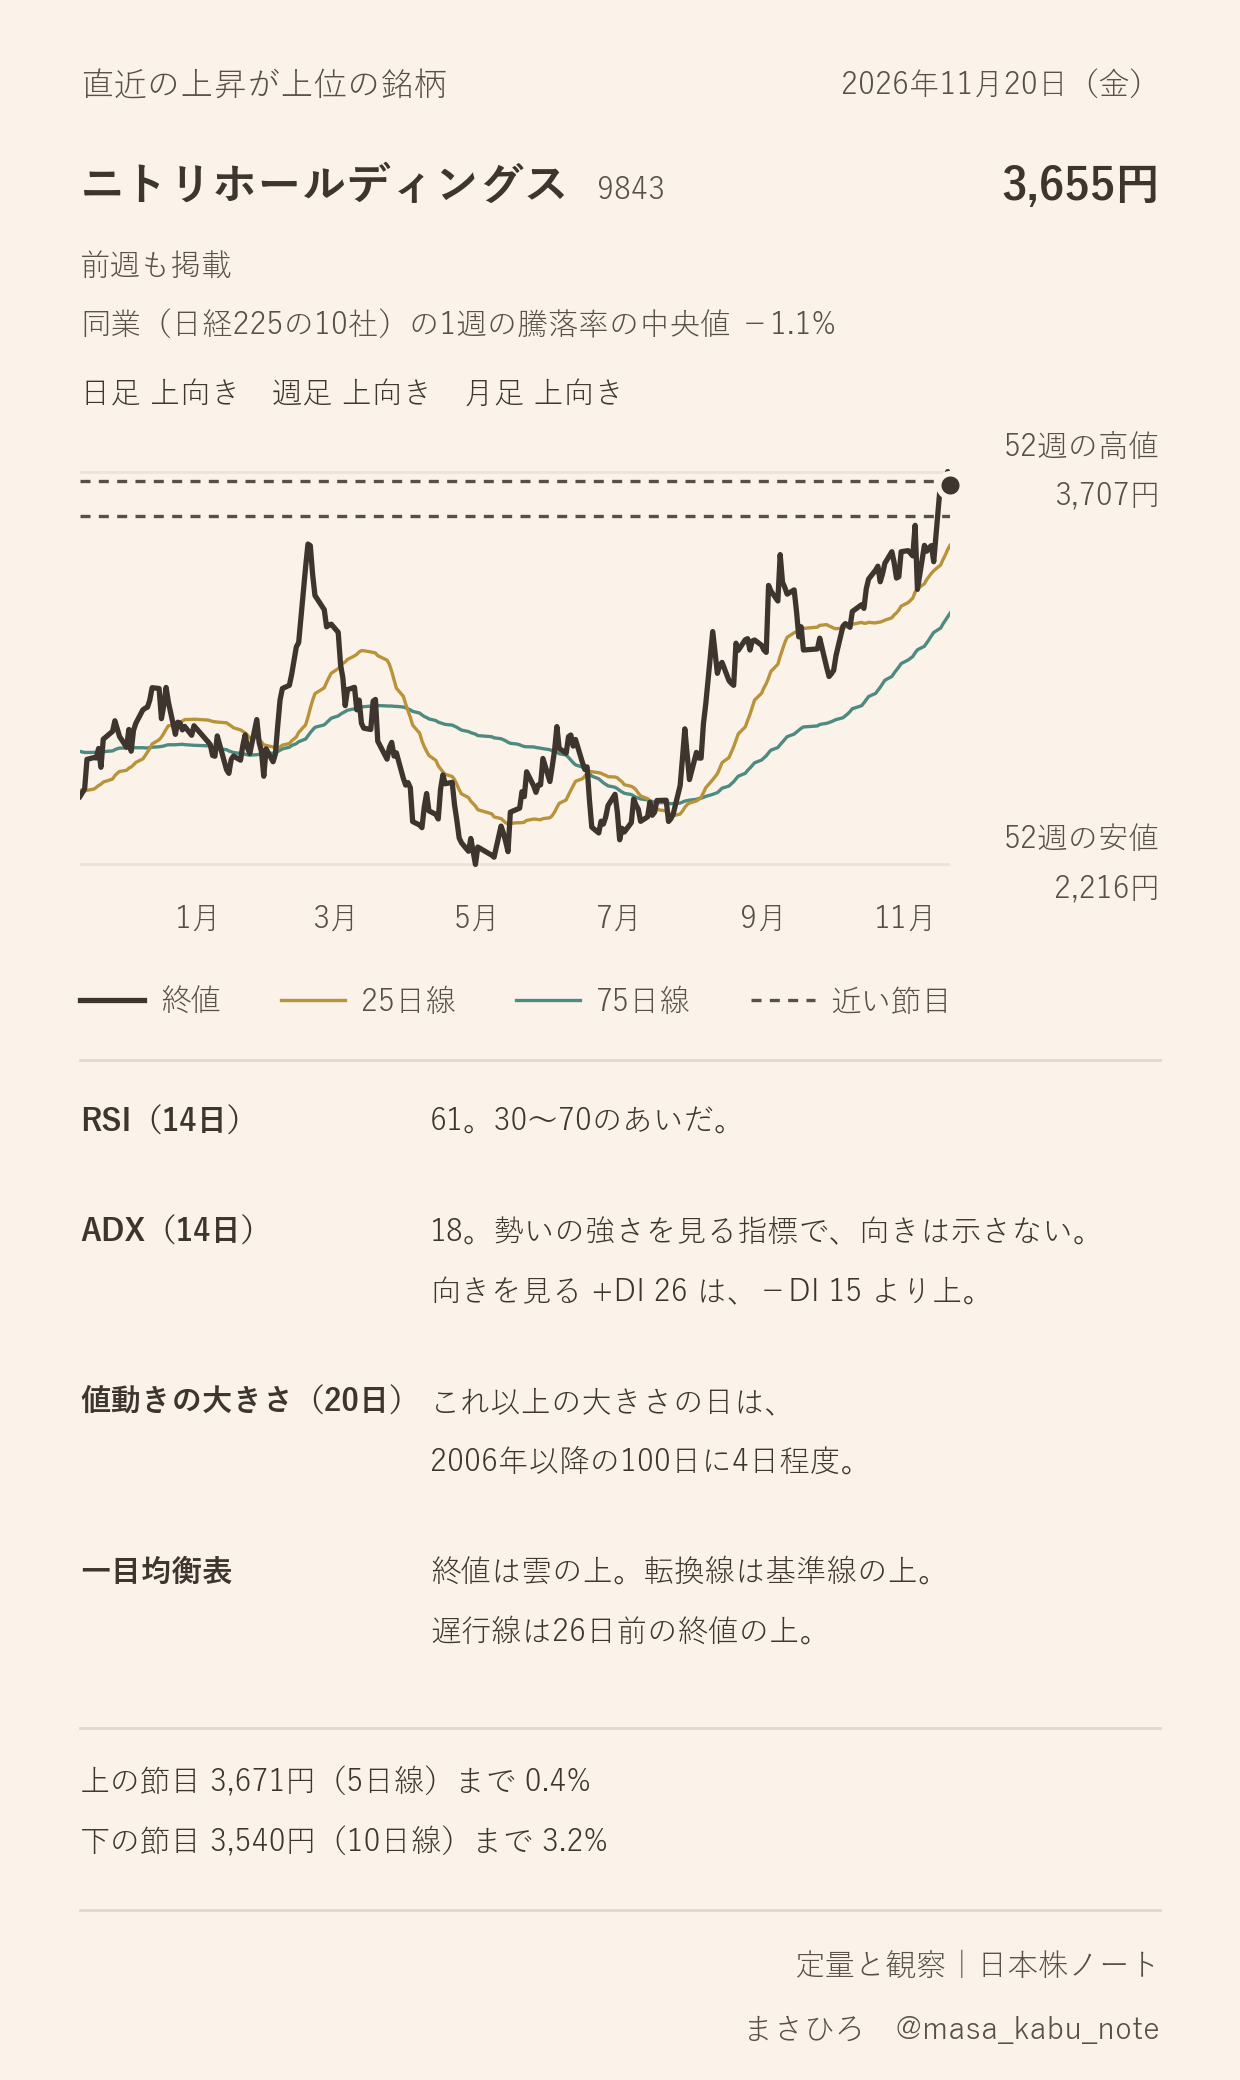 直近の上昇が上位の銘柄
2026年11月20日（金）
ニトリホールディングス 9843
3,655円
前週も掲載
同業（日経225の10社）の1週の騰落率の中央値 −1.1%
日足 上向き　週足 上向き　月足 上向き
52週の高値
3,707円
52週の安値
2,216円
1月 3月 5月 7月 9月 11月
終値 25日線 75日線 近い節目
RSI（14日） 61。30〜70のあいだ。
ADX（14日） 18。勢いの強さを見る指標で、向きは示さない。
向きを見る +DI 26 は、−DI 15 より上。
値動きの大きさ（20日） これ以上の大きさの日は、
2006年以降の100日に4日程度。
一目均衡表 終値は雲の上。転換線は基準線の上。
遅行線は26日前の終値の上。
上の節目 3,671円（5日線）まで 0.4%
下の節目 3,540円（10日線）まで 3.2%
定量と観察｜日本株ノート
まさひろ　@masa_kabu_note